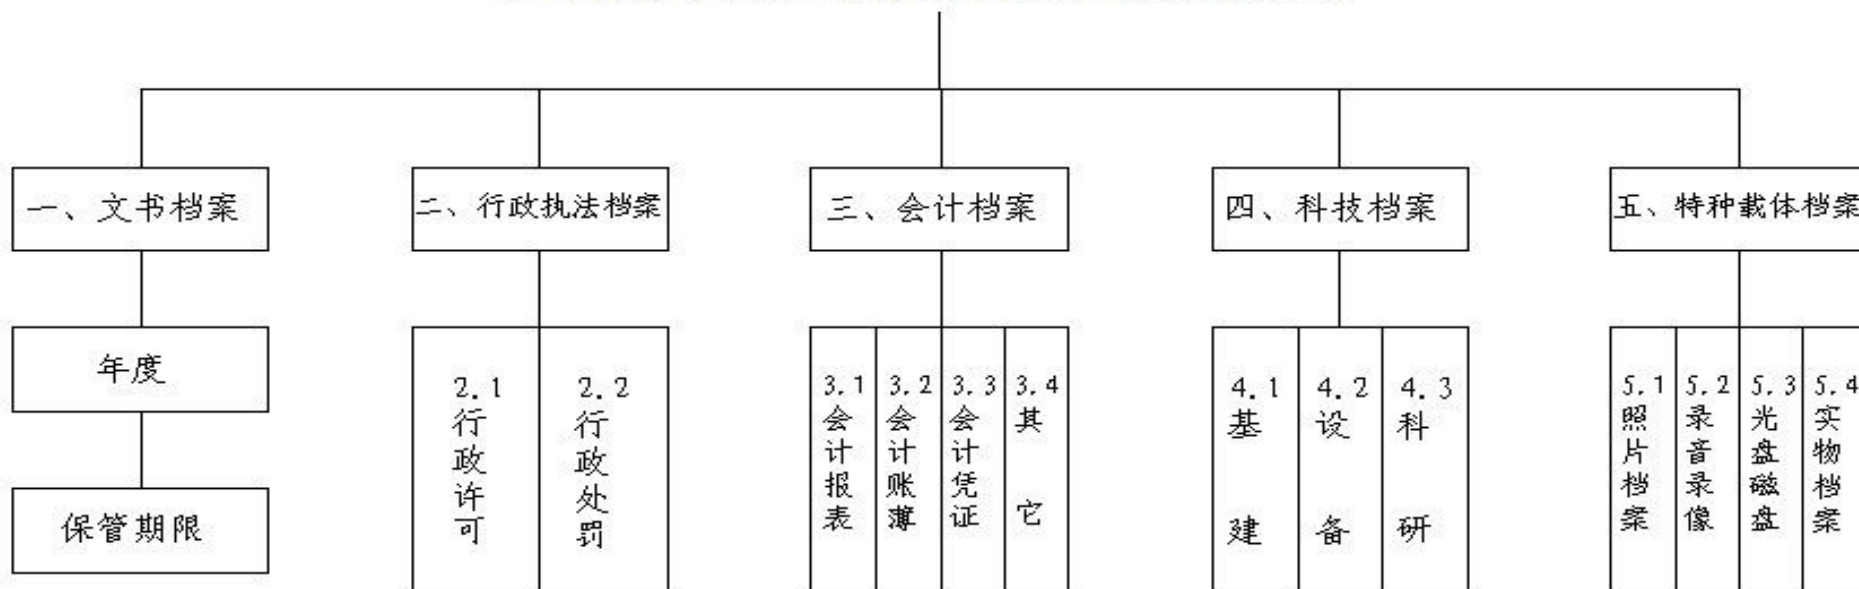 一、文书档案
二、行政执法档案
三、会计档案
四、科技档案
五、特种载体档案
年度
保管期限
2.1
行政许可
2.2
行政处罚
3.1
会计报表
3.2
会计账薄
3.3
会计凭证
3.4
其它
4.1
基建
4.2
设备
4.3
科研
5.1
照片档案
5.2
录音录像
5.3
光盘磁盘
5.4
实物档案